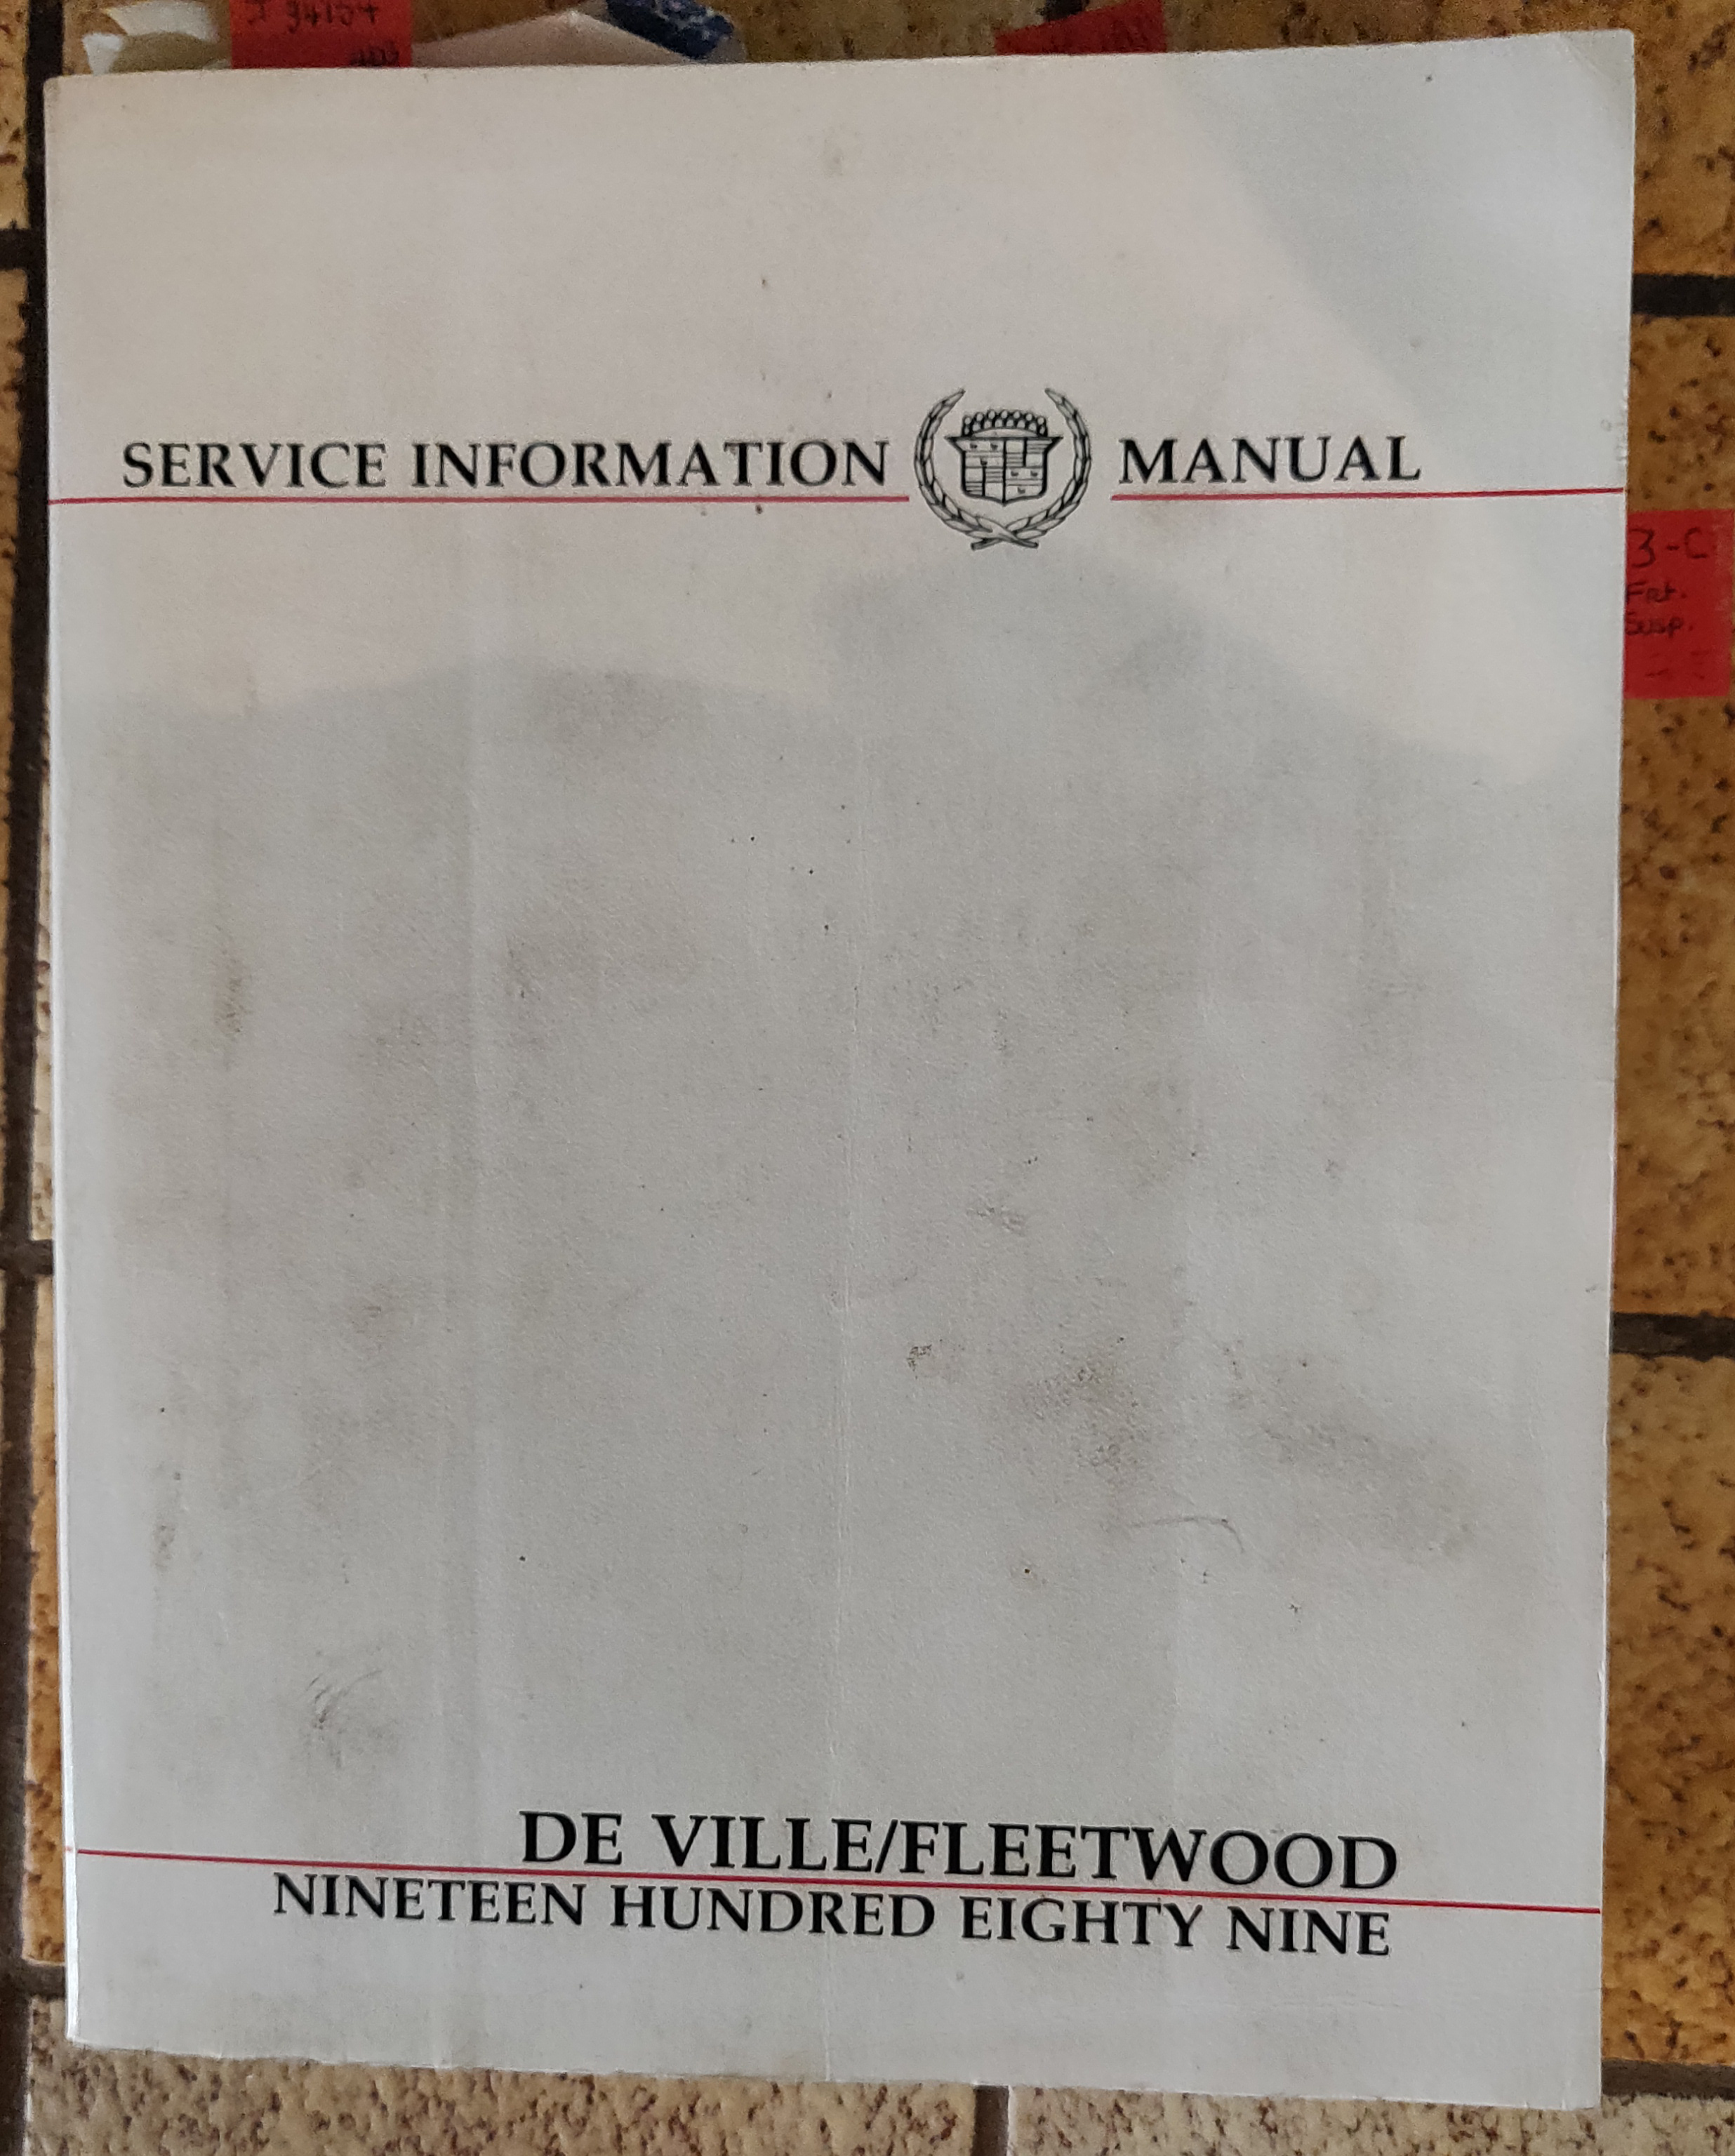 SERVICE INFORMATION MANUAL
3-C
Frt.
Susp.
DE VILLE/FLEETWOOD
NINETEEN HUNDRED EIGHTY NINE